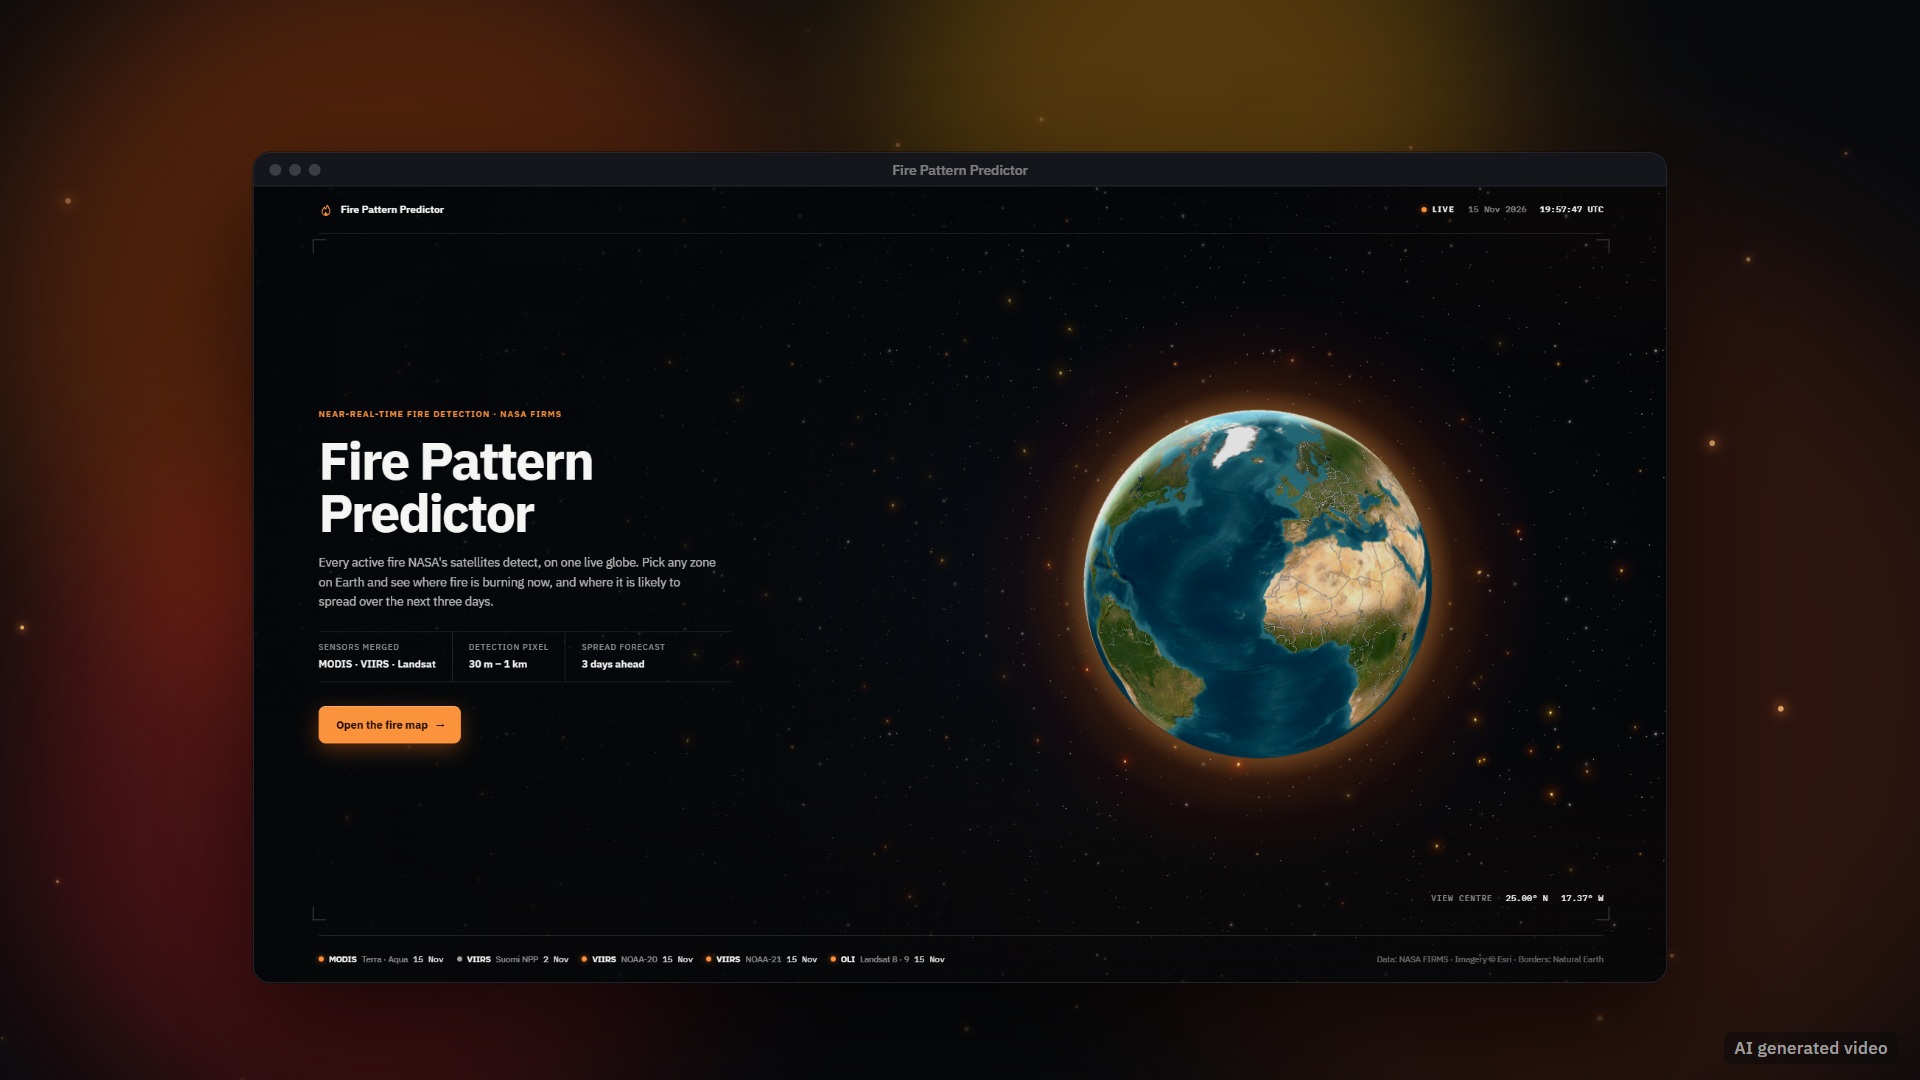 Fire Pattern Predictor
Fire Pattern Predictor
LIVE 15 Nov 2026 19:57:47 UTC
NEAR-REAL-TIME FIRE DETECTION · NASA FIRMS
Fire Pattern
Predictor
Every active fire NASA's satellites detect, on one live globe. Pick any zone
on Earth and see where fire is burning now, and where it is likely to
spread over the next three days.
SENSORS MERGED DETECTION PIXEL SPREAD FORECAST
MODIS · VIIRS · Landsat 30 m – 1 km 3 days ahead
Open the fire map →
VIEW CENTRE 25.00° N 17.37° W
MODIS Terra · Aqua 15 Nov VIIRS Suomi NPP 2 Nov VIIRS NOAA-20 15 Nov VIIRS NOAA-21 15 Nov OLI Landsat 8 · 9 15 Nov
Data: NASA FIRMS · Imagery © Esri · Borders: Natural Earth
AI generated video